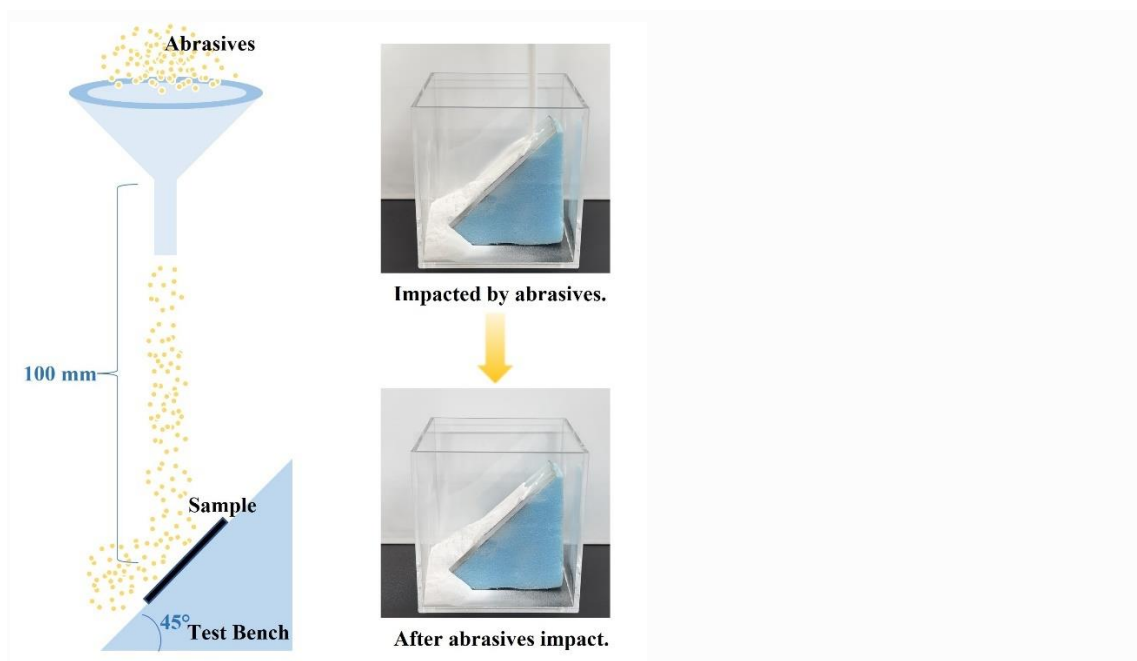 Abrasives
100 mm
Sample
45°
Test Bench
Impacted by abrasives.
After abrasives impact.